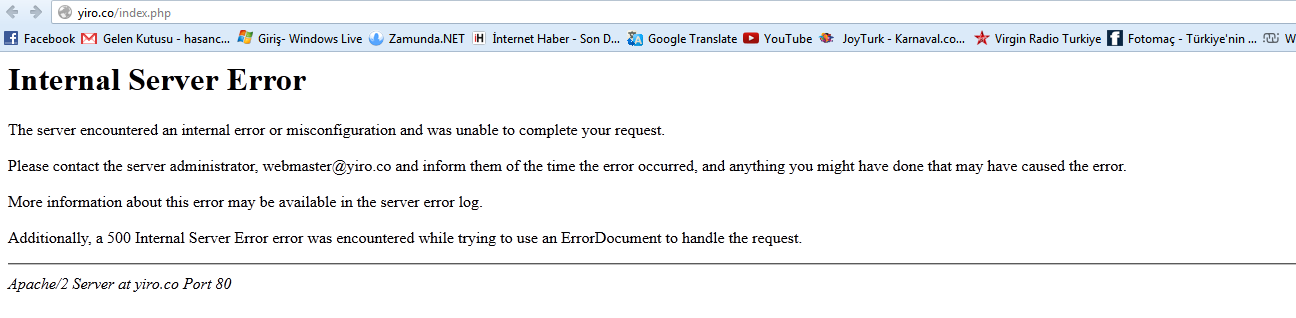 yiro.co/index.php
Facebook Gelen Kutusu - hasanc... Giriş- Windows Live Zamunda.NET İnternet Haber - Son D... Google Translate YouTube JoyTurk - Karnaval.co... Virgin Radio Turkiye Fotomaç - Türkiye'nin ... W
Internal Server Error
The server encountered an internal error or misconfiguration and was unable to complete your request.
Please contact the server administrator, webmaster@yiro.co and inform them of the time the error occurred, and anything you might have done that may have caused the error.
More information about this error may be available in the server error log.
Additionally, a 500 Internal Server Error error was encountered while trying to use an ErrorDocument to handle the request.
Apache/2 Server at yiro.co Port 80